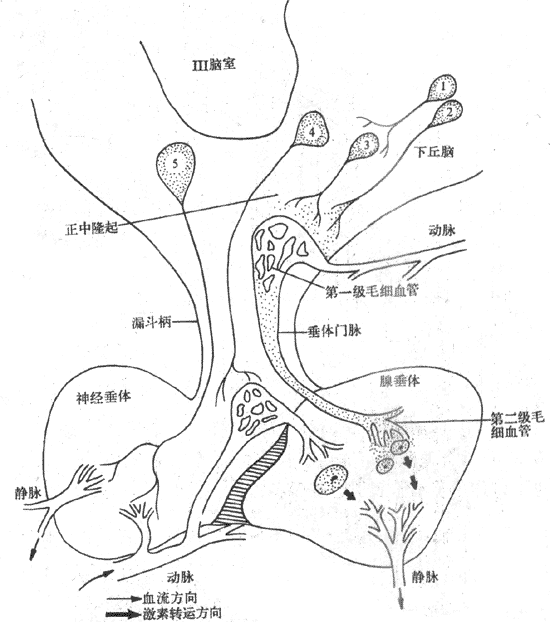 III脑室
1
2
3
4
5
下丘脑
正中隆起
动脉
第一级毛细血管
漏斗柄
垂体门脉
神经垂体
腺垂体
第二级毛
细血管
静脉
动脉
静脉
血流方向
激素转运方向